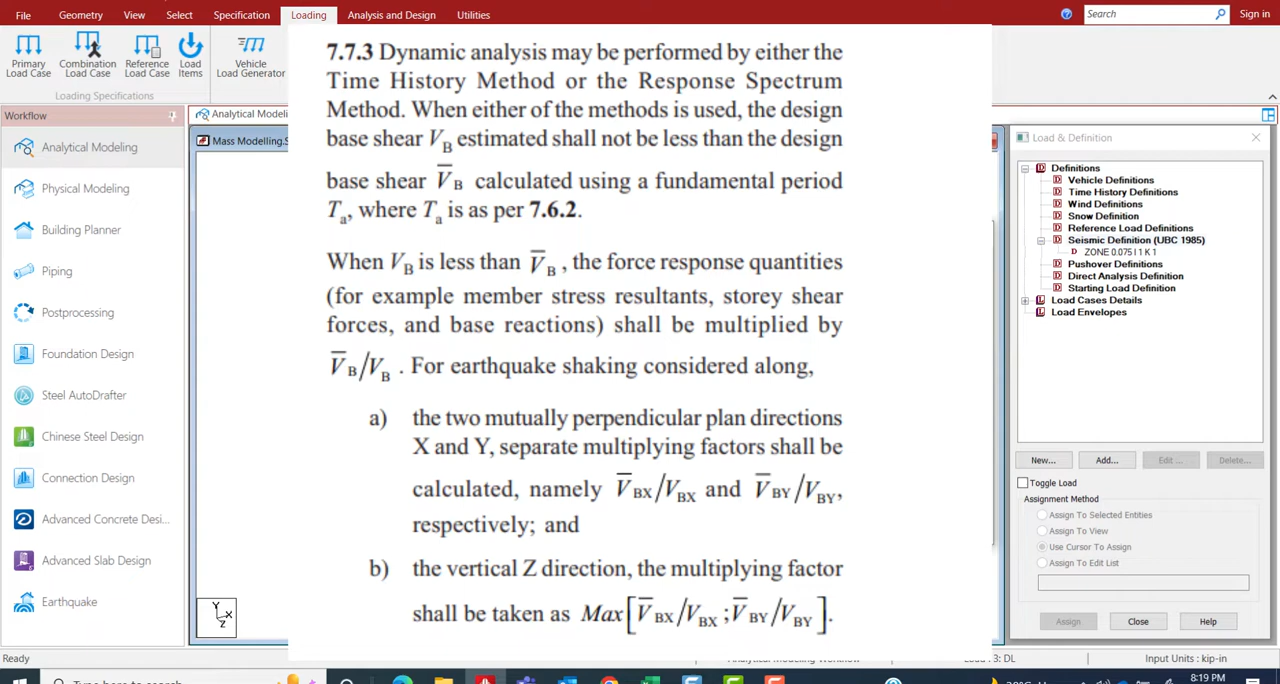 File Geometry View Select Specification Loading Analysis and Design Utilities Search Sign in
Primary Load Case
Combination Load Case
Reference Load Case
Load Items
Vehicle Load Generator
Loading Specifications
Workflow
Analytical Modeling
Physical Modeling
Building Planner
Piping
Postprocessing
Foundation Design
Steel AutoDrafter
Chinese Steel Design
Connection Design
Advanced Concrete Desi...
Advanced Slab Design
Earthquake
Analytical Modeli
Mass Modelling.S
7.7.3 Dynamic analysis may be performed by either the
Time History Method or the Response Spectrum
Method. When either of the methods is used, the design
base shear V_B estimated shall not be less than the design
base shear V̅_B calculated using a fundamental period
T_a, where T_a is as per 7.6.2.
When V_B is less than V̅_B, the force response quantities
(for example member stress resultants, storey shear
forces, and base reactions) shall be multiplied by
V̅_B/V_B. For earthquake shaking considered along,
a) the two mutually perpendicular plan directions
X and Y, separate multiplying factors shall be
calculated, namely V̅_BX/V_BX and V̅_BY/V_BY,
respectively; and
b) the vertical Z direction, the multiplying factor
shall be taken as Max[V̅_BX/V_BX ; V̅_BY/V_BY].
Y
X
Z
Load & Definition
Definitions
Vehicle Definitions
Time History Definitions
Wind Definitions
Snow Definition
Reference Load Definitions
Seismic Definition (UBC 1985)
ZONE 0.075 I 1 K 1
Pushover Definitions
Direct Analysis Definition
Starting Load Definition
Load Cases Details
Load Envelopes
New... Add... Edit ... Delete...
Toggle Load
Assignment Method
Assign To Selected Entities
Assign To View
Use Cursor To Assign
Assign To Edit List
Assign Close Help
Ready
Input Units : kip-in
8:19 PM